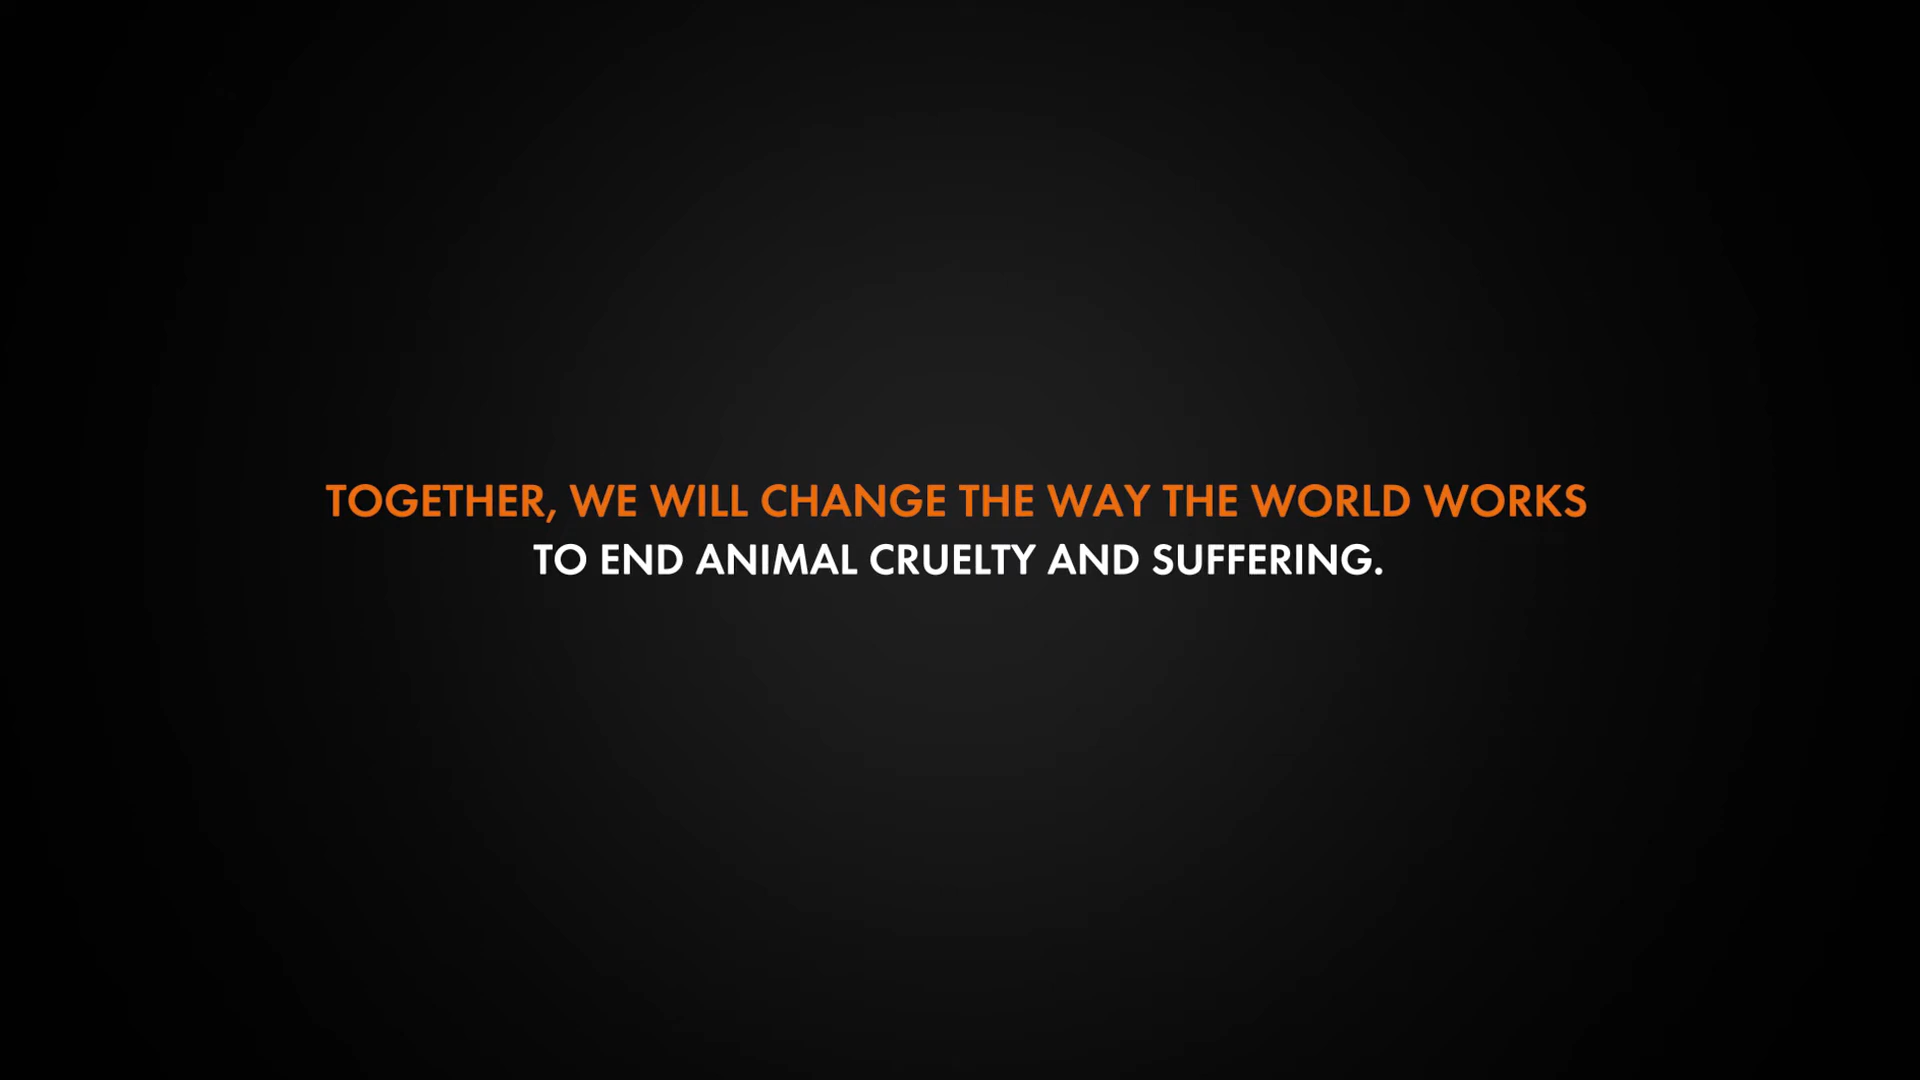 TOGETHER, WE WILL CHANGE THE WAY THE WORLD WORKS
TO END ANIMAL CRUELTY AND SUFFERING.